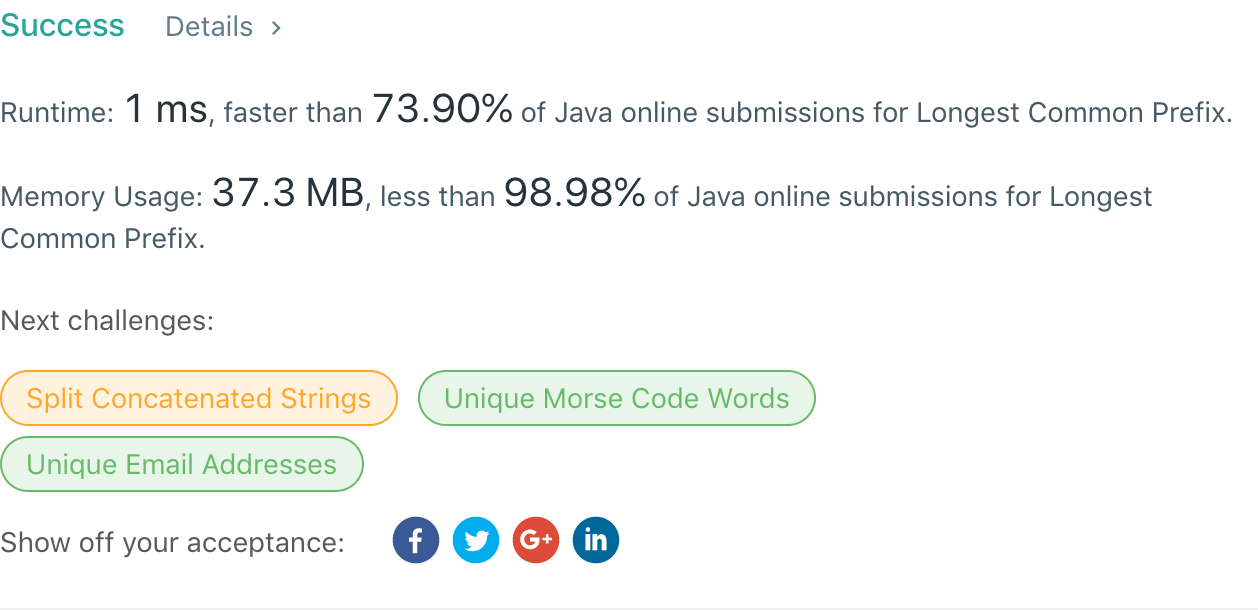 Success Details >
Runtime: 1 ms, faster than 73.90% of Java online submissions for Longest Common Prefix.
Memory Usage: 37.3 MB, less than 98.98% of Java online submissions for Longest
Common Prefix.
Next challenges:
Split Concatenated Strings Unique Morse Code Words
Unique Email Addresses
Show off your acceptance: f G+ in